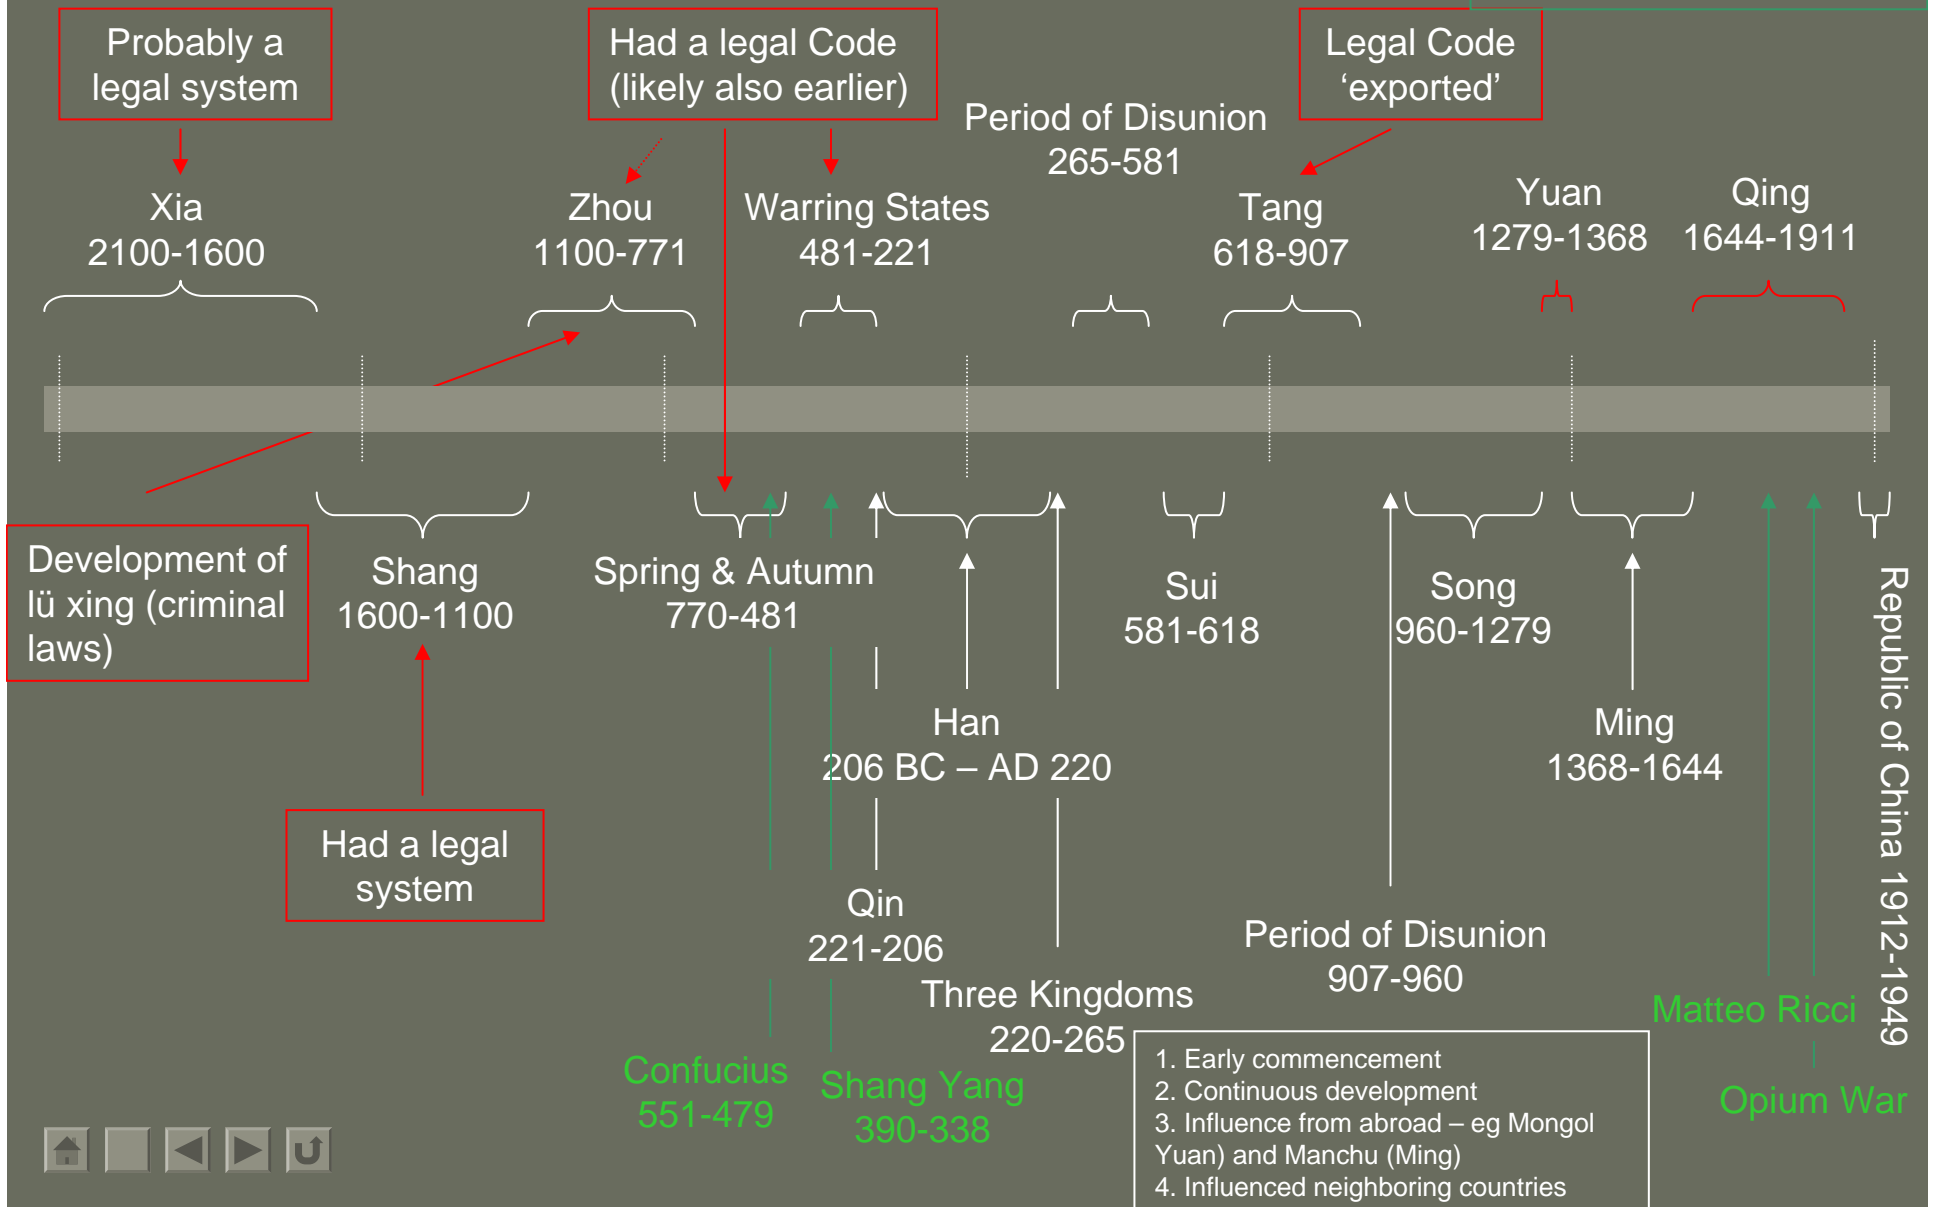 Probably a
legal system
Had a legal Code
(likely also earlier)
Legal Code
‘exported’
Period of Disunion
265-581
Xia
2100-1600
Zhou
1100-771
Warring States
481-221
Tang
618-907
Yuan
1279-1368
Qing
1644-1911
Development of
lü xing (criminal
laws)
Shang
1600-1100
Spring & Autumn
770-481
Sui
581-618
Song
960-1279
Republic of China 1912-1949
Han
206 BC – AD 220
Ming
1368-1644
Had a legal
system
Qin
221-206
Period of Disunion
907-960
Three Kingdoms
220-265
Matteo Ricci
Confucius
551-479
Shang Yang
390-338
Opium War
1. Early commencement
2. Continuous development
3. Influence from abroad – eg Mongol
Yuan) and Manchu (Ming)
4. Influenced neighboring countries